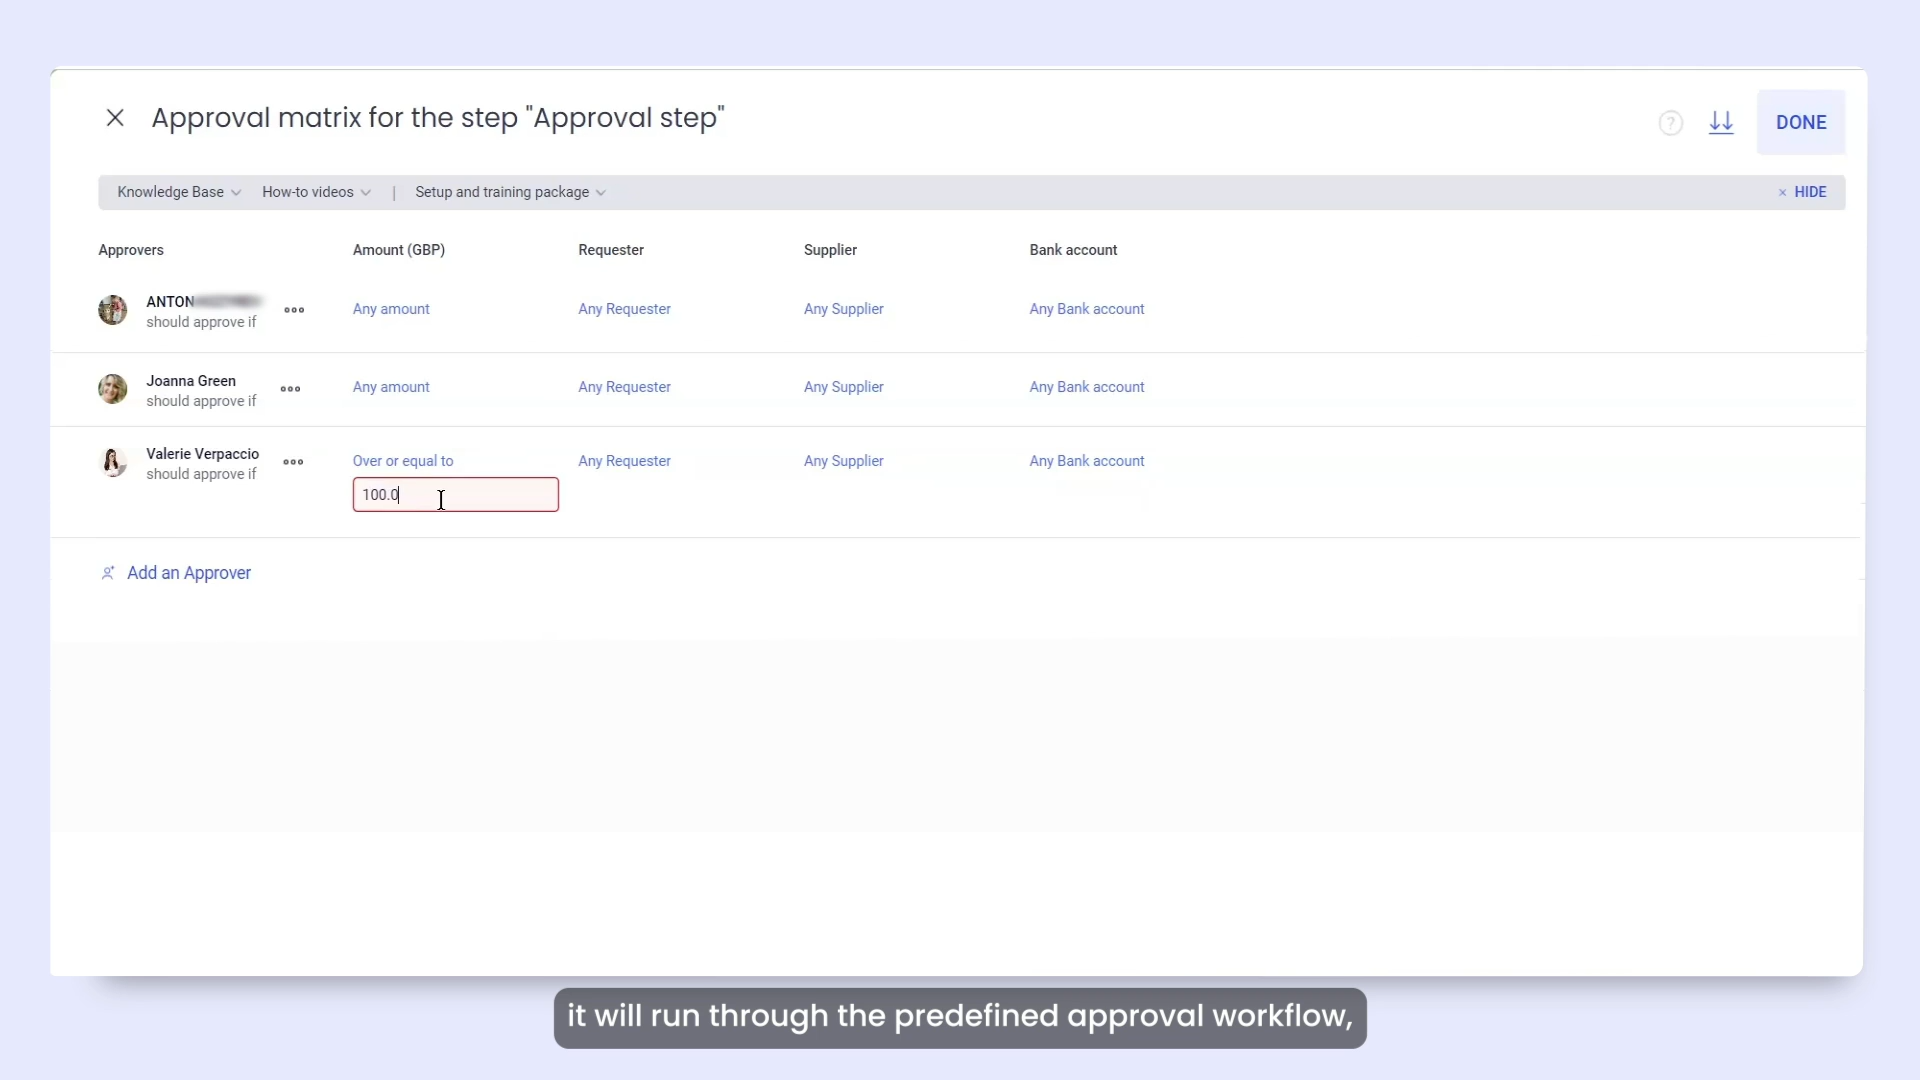 Approval matrix for the step "Approval step"
?
DONE
Knowledge Base
How-to videos
|
Setup and training package
× HIDE
Approvers
Amount (GBP)
Requester
Supplier
Bank account
ANTON
should approve if
Any amount
Any Requester
Any Supplier
Any Bank account
Joanna Green
should approve if
Any amount
Any Requester
Any Supplier
Any Bank account
Valerie Verpaccio
should approve if
Over or equal to
Any Requester
Any Supplier
Any Bank account
100.0
Add an Approver
it will run through the predefined approval workflow,